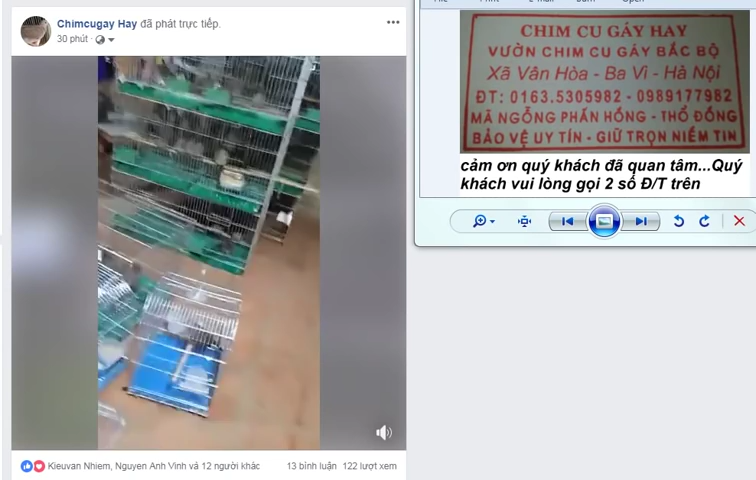 Chimcugay Hay đã phát trực tiếp.
30 phút
Kieuvan Nhiem, Nguyen Anh Vinh và 12 người khác
13 bình luận 122 lượt xem
CHIM CU GÁY HAY
VƯỜN CHIM CU GÁY BẮC BỘ
Xã Vân Hòa - Ba Vì - Hà Nội
ĐT: 0163.5305982 - 0989177982
MÃ NGỖNG PHẤN HỒNG - THỔ ĐỒNG
BẢO VỆ UY TÍN - GIỮ TRỌN NIỀM TIN
cảm ơn quý khách đã quan tâm...Quý
khách vui lòng gọi 2 số Đ/T trên